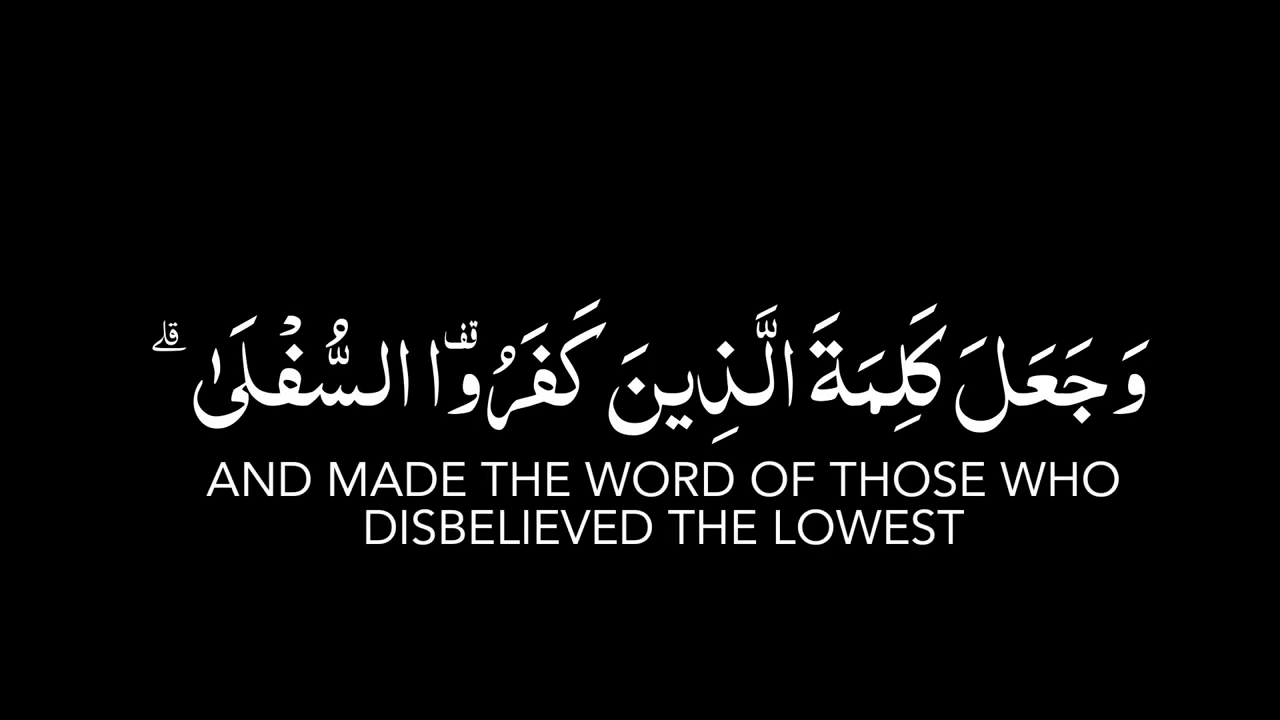 وَجَعَلَ كَلِمَةَ الَّذِينَ كَفَرُوا السُّفْلَىٰ ۗ
AND MADE THE WORD OF THOSE WHO
DISBELIEVED THE LOWEST